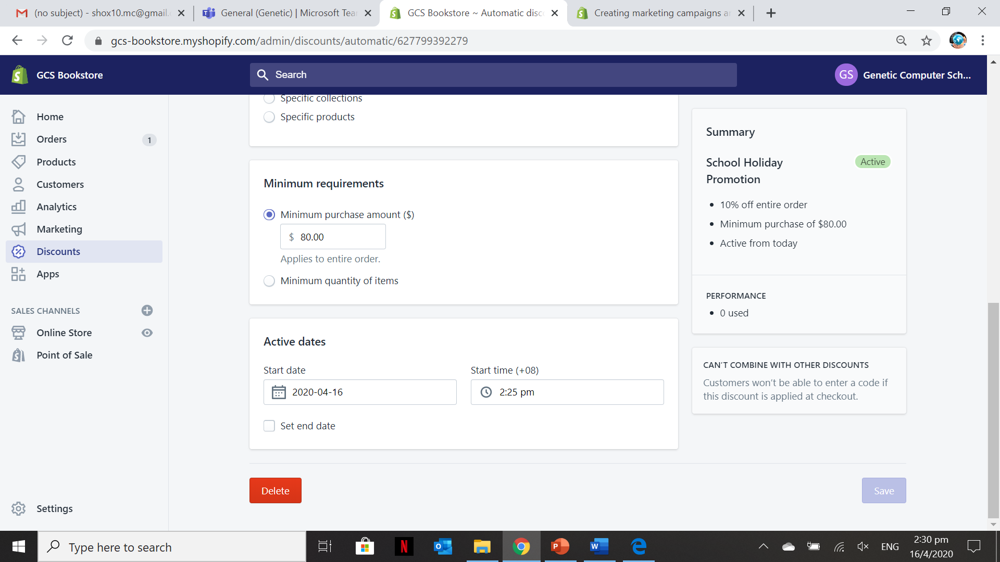 (no subject) - shox10.mc@gmail.
General (Genetic) | Microsoft Tea
GCS Bookstore ~ Automatic disc
Creating marketing campaigns a
gcs-bookstore.myshopify.com/admin/discounts/automatic/627799392279
GCS Bookstore
Search
GS
Genetic Computer Sch...
Home
Orders
1
Products
Customers
Analytics
Marketing
Discounts
Apps
SALES CHANNELS
Online Store
Point of Sale
Settings
Specific collections
Specific products
Minimum requirements
Minimum purchase amount ($)
$ 80.00
Applies to entire order.
Minimum quantity of items
Active dates
Start date
Start time (+08)
2020-04-16
2:25 pm
Set end date
Delete
Save
Summary
School Holiday
Promotion
Active
10% off entire order
Minimum purchase of $80.00
Active from today
PERFORMANCE
0 used
CAN'T COMBINE WITH OTHER DISCOUNTS
Customers won't be able to enter a code if
this discount is applied at checkout.
Type here to search
ENG
2:30 pm
16/4/2020